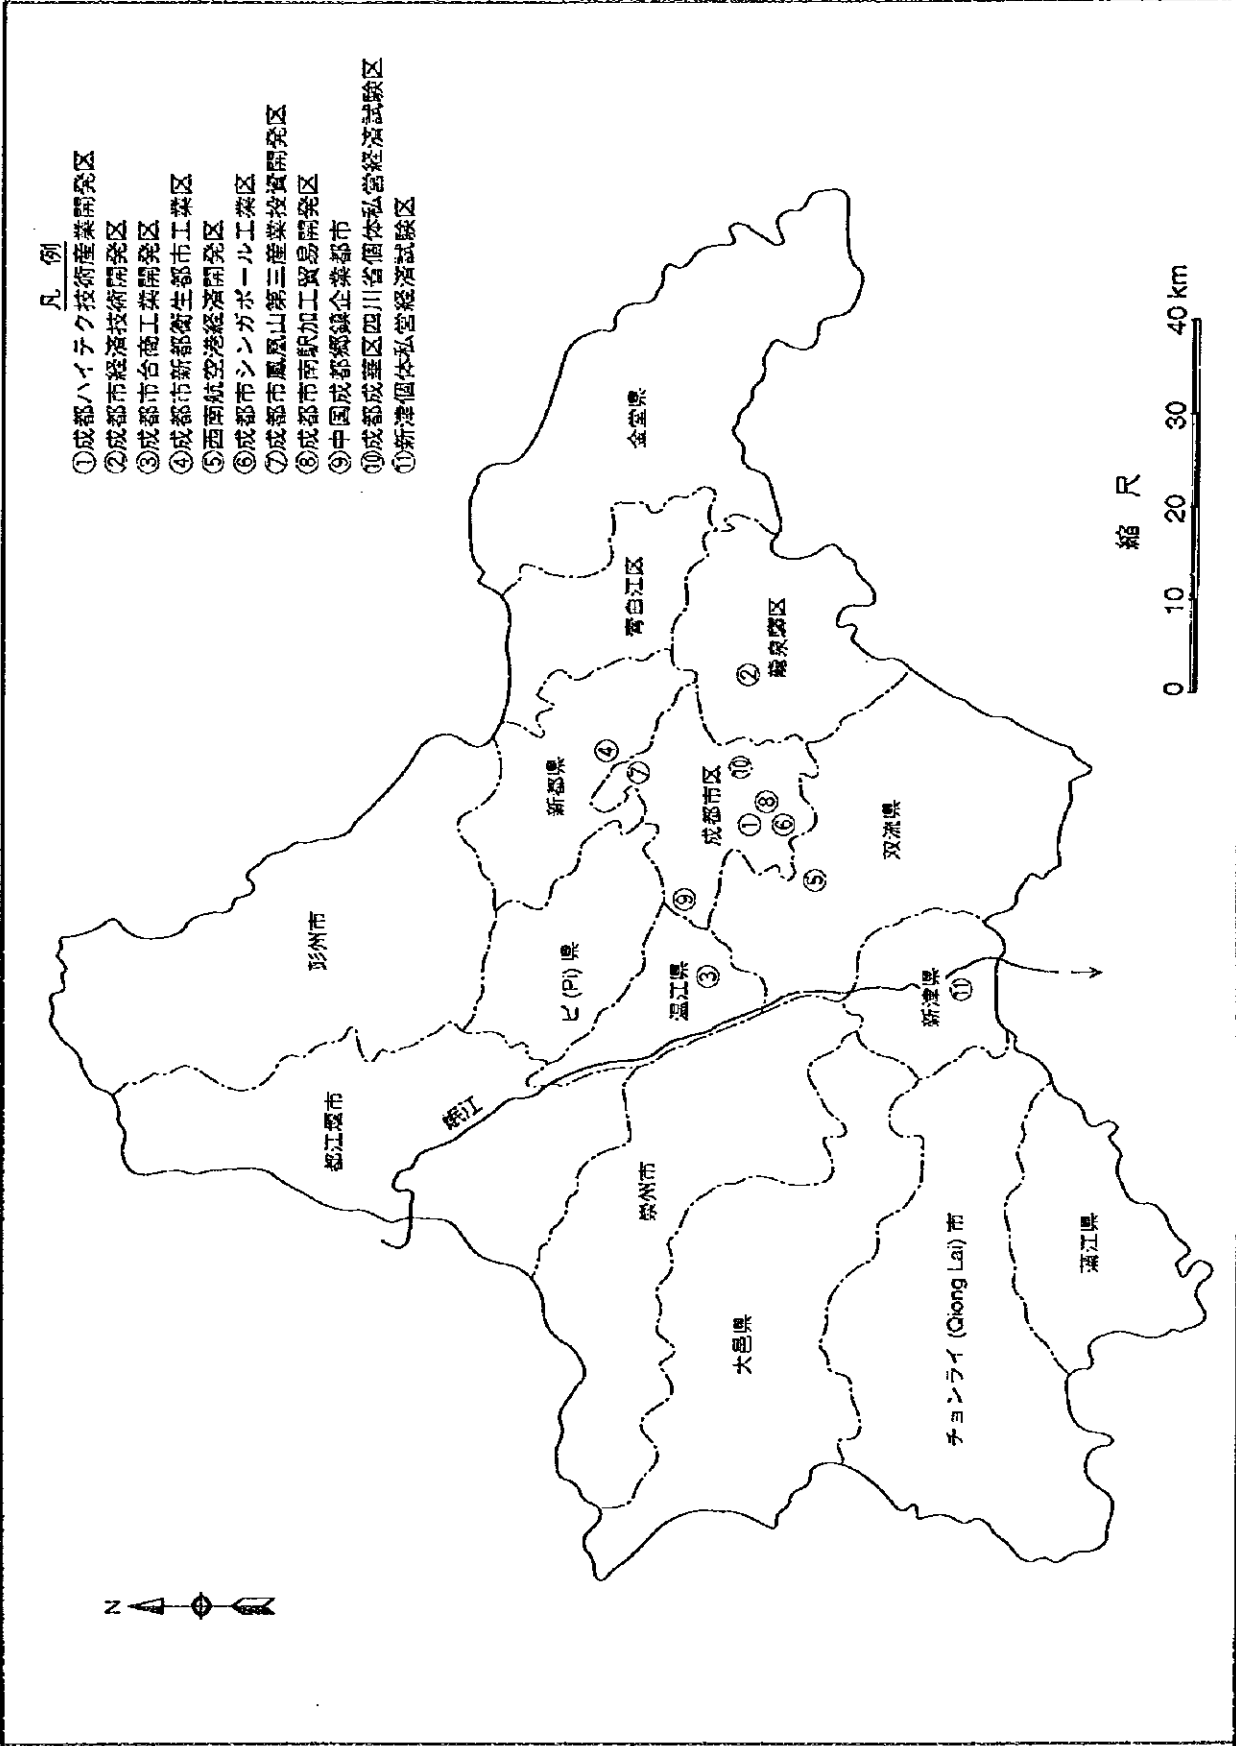 凡例
①成都ハイテク技術産業開発区
②成都市経済技術開発区
③成都市台商工業開発区
④成都市新都衛生都市工業区
⑤西南航空港経済開発区
⑥成都市シンガポール工業区
⑦成都市鳳凰山第三産業投資開発区
⑧成都市南駅加工貿易開発区
⑨中国成都郷鎮企業都市
⑩成都成華区四川省個体私営経済試験区
⑪新津個体私営経済試験区
N
彭州市
都江堰市
岷江
ピ(Pi)県
新都県
④
⑦
青白江区
金堂県
崇州市
温江県
③
⑨
成都市区
①
⑧
⑥
⑩
②
龍泉驛区
大邑県
⑤
双流県
新津県
⑪
チョンライ(Qiong Lai)市
蒲江県
縮尺
0 10 20 30 40 km